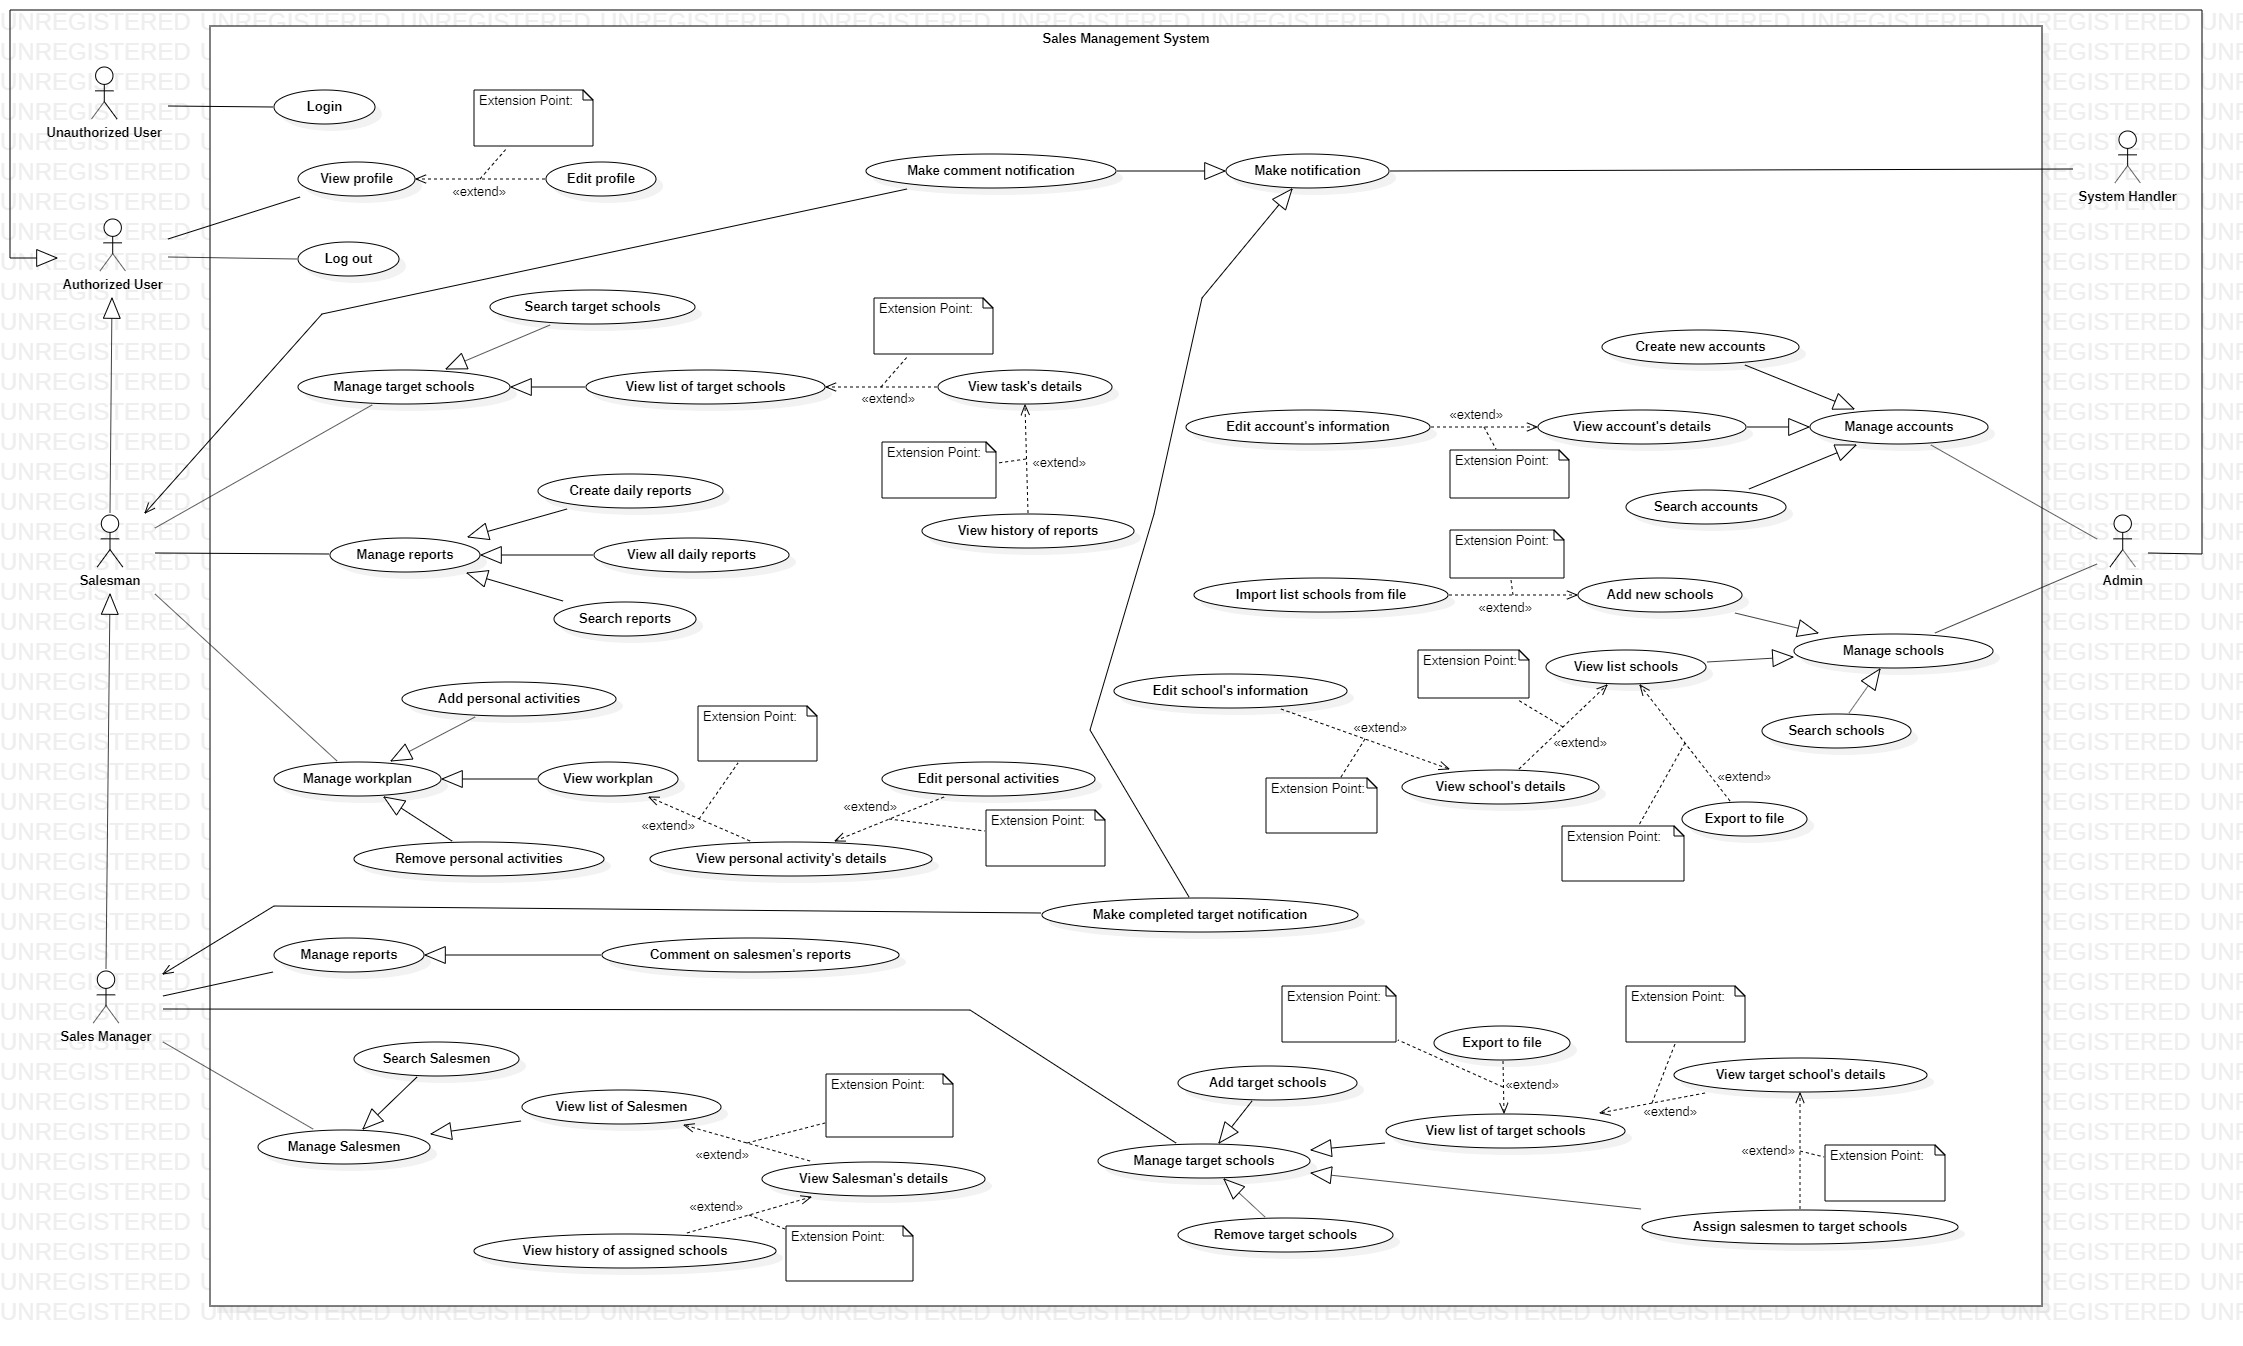 Sales Management System
Unauthorized User
Login
Extension Point:
View profile
«extend»
Edit profile
Make comment notification
Make notification
System Handler
Authorized User
Log out
Search target schools
Extension Point:
Manage target schools
View list of target schools
«extend»
View task's details
Extension Point:
«extend»
View history of reports
Create new accounts
Edit account's information
«extend»
View account's details
Manage accounts
Extension Point:
Search accounts
Create daily reports
Manage reports
View all daily reports
Search reports
Salesman
Admin
Extension Point:
Import list schools from file
«extend»
Add new schools
Manage schools
Extension Point:
View list schools
Edit school's information
«extend»
«extend»
Search schools
Extension Point:
View school's details
«extend»
Export to file
Extension Point:
Add personal activities
Extension Point:
Manage workplan
View workplan
Edit personal activities
«extend»
«extend»
Extension Point:
Remove personal activities
View personal activity's details
Make completed target notification
Manage reports
Comment on salesmen's reports
Sales Manager
Search Salesmen
View list of Salesmen
Extension Point:
Manage Salesmen
«extend»
View Salesman's details
«extend»
View history of assigned schools
Extension Point:
Extension Point:
Extension Point:
Export to file
Add target schools
«extend»
View target school's details
View list of target schools
«extend»
Manage target schools
«extend»
Extension Point:
Remove target schools
Assign salesmen to target schools
UNREGISTERED